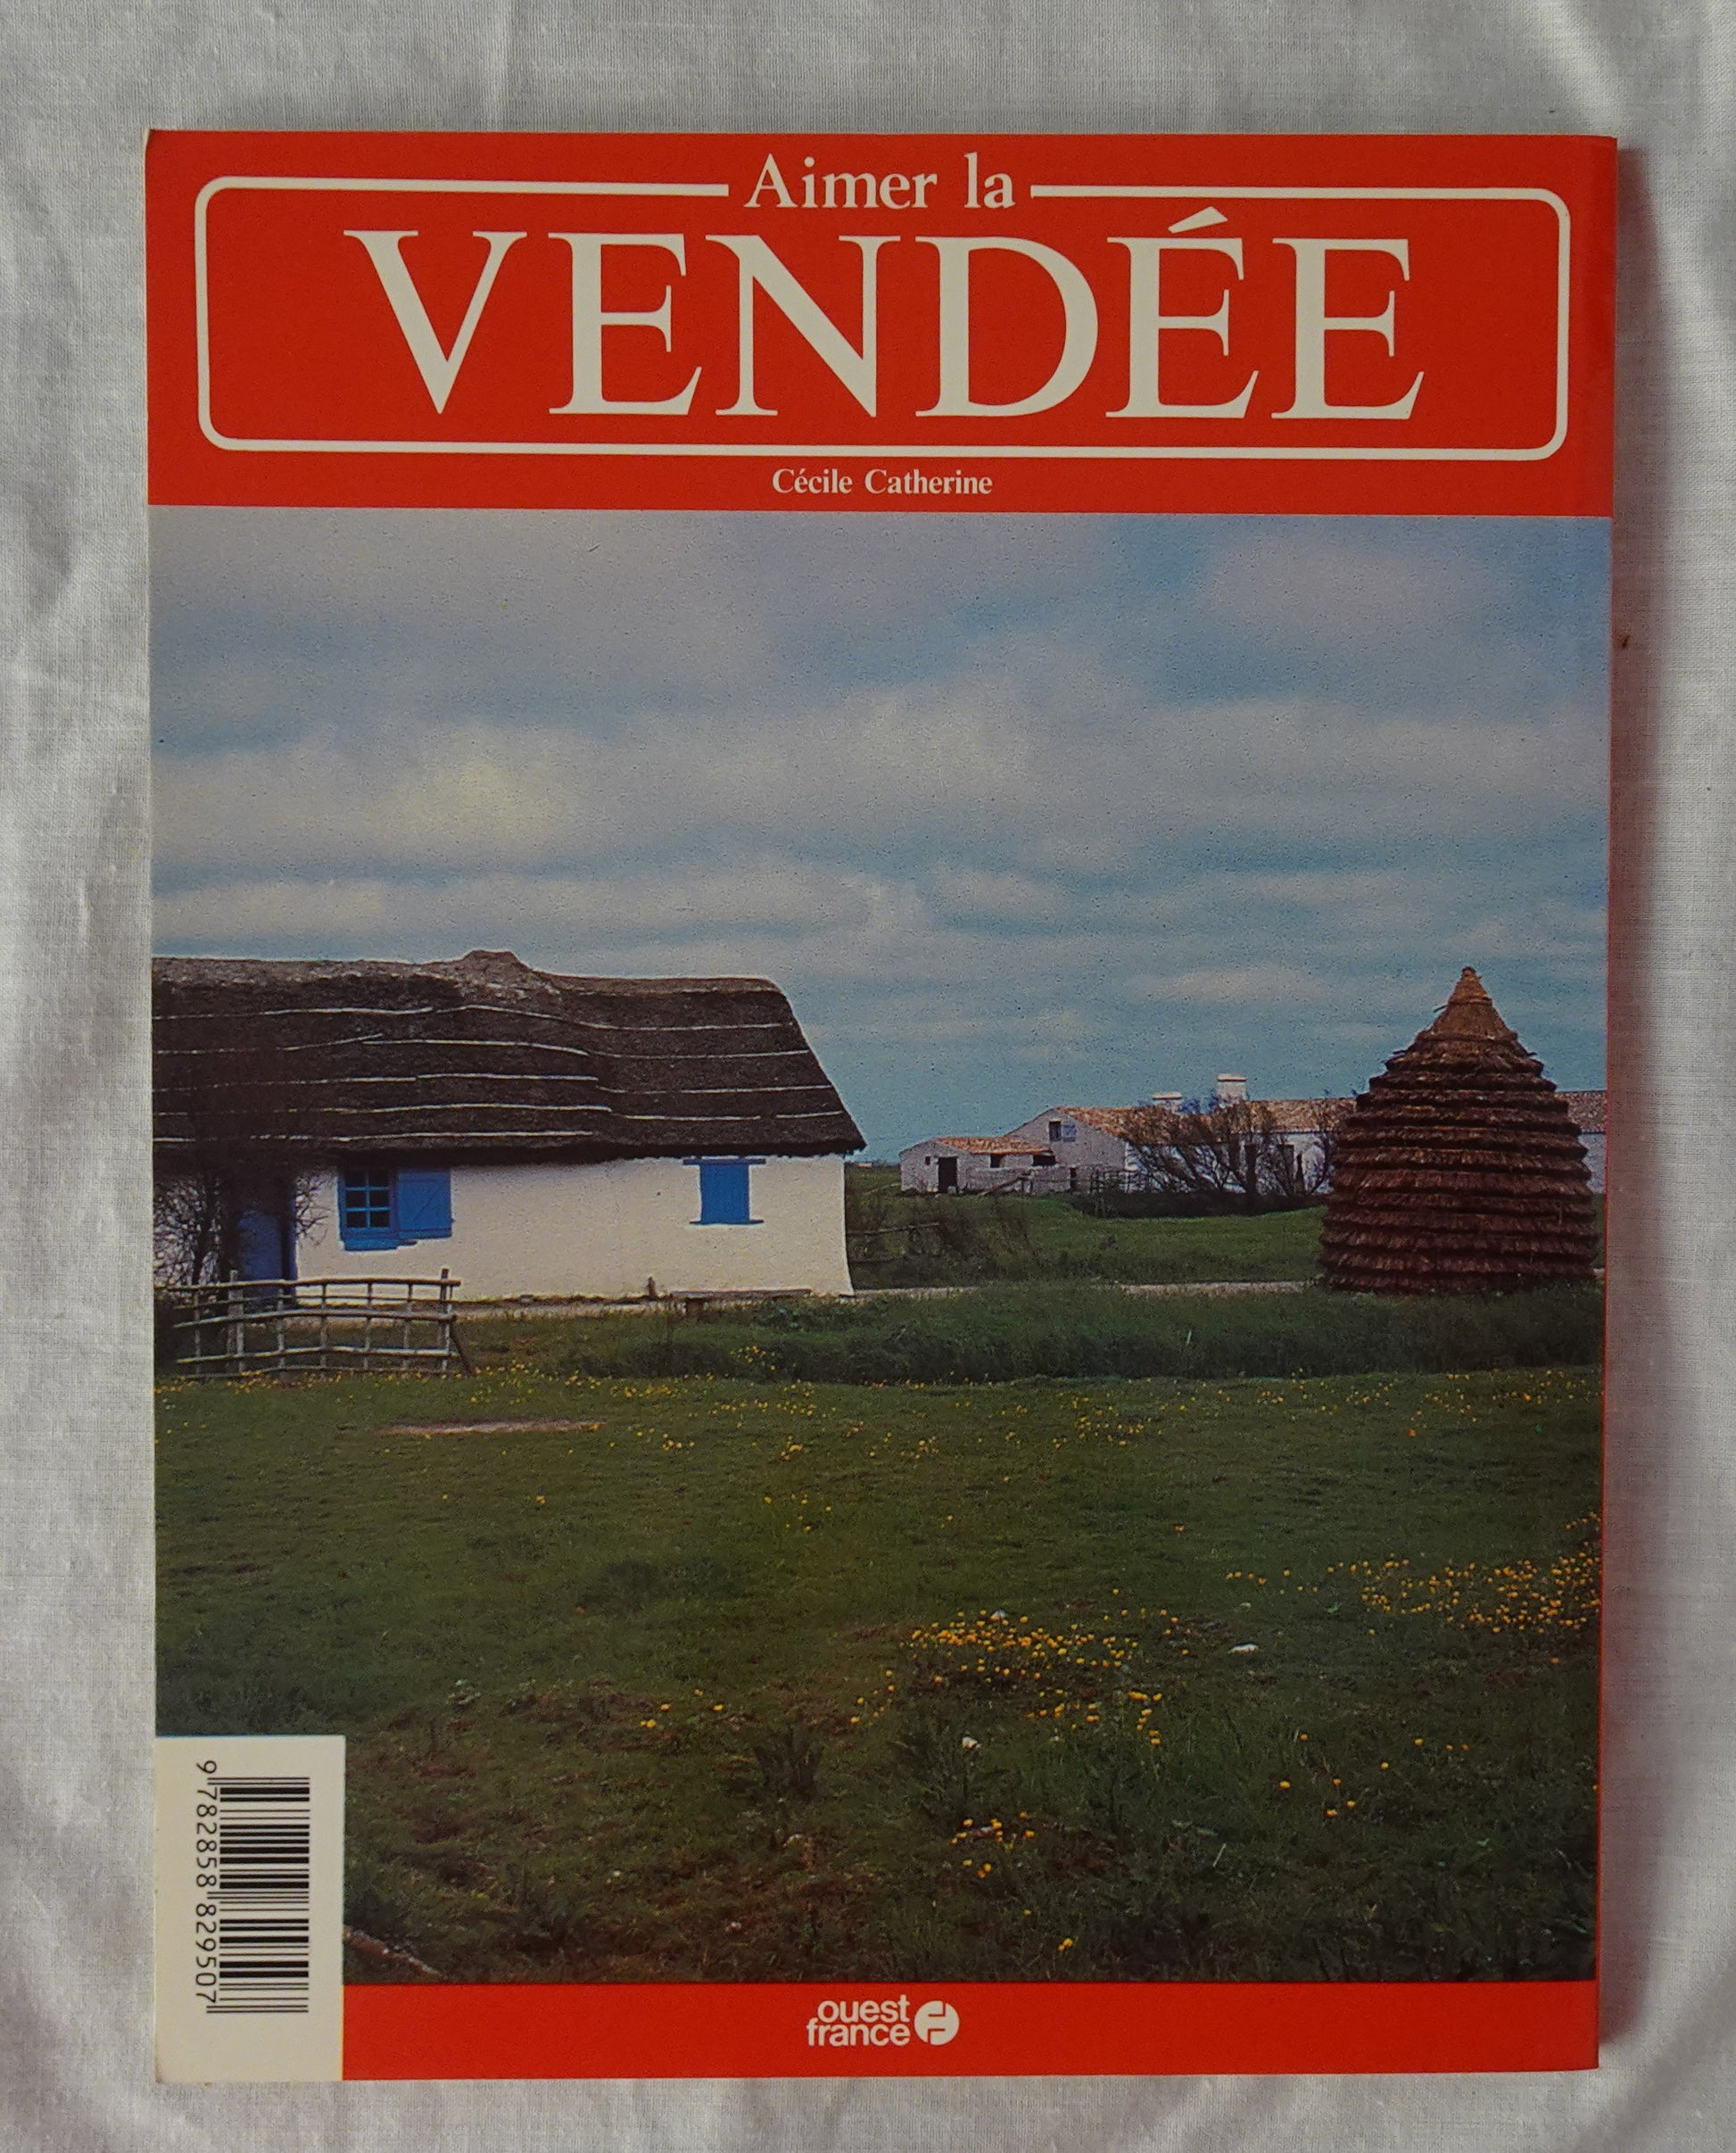 Aimer la
VENDÉE
Cécile Catherine
9782858829507
ouest
france